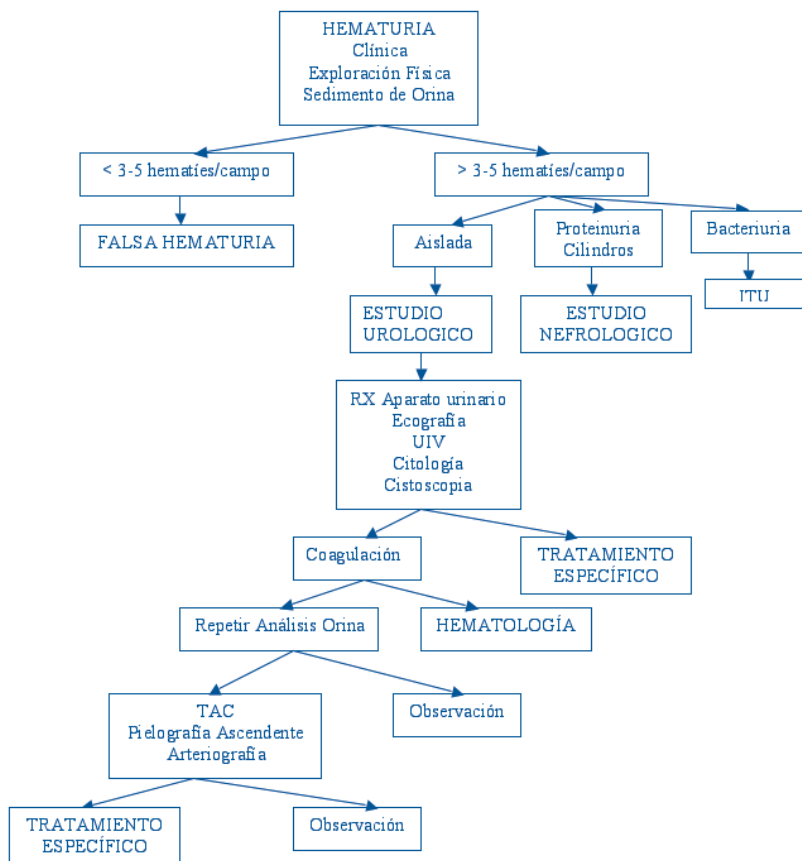 HEMATURIA
Clínica
Exploración Física
Sedimento de Orina
< 3-5 hematíes/campo
> 3-5 hematíes/campo
FALSA HEMATURIA
Aislada
Proteinuria
Cilindros
Bacteriuria
ESTUDIO
UROLOGICO
ESTUDIO
NEFROLOGICO
ITU
RX Aparato urinario
Ecografía
UIV
Citología
Cistoscopia
Coagulación
TRATAMIENTO
ESPECÍFICO
Repetir Análisis Orina
HEMATOLOGÍA
TAC
Pielografía Ascendente
Arteriografía
Observación
TRATAMIENTO
ESPECÍFICO
Observación